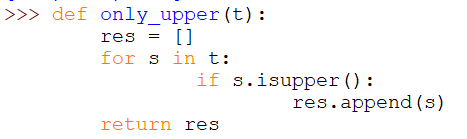 >>> def only_upper(t):
        res = []
        for s in t:
                if s.isupper():
                        res.append(s)
        return res